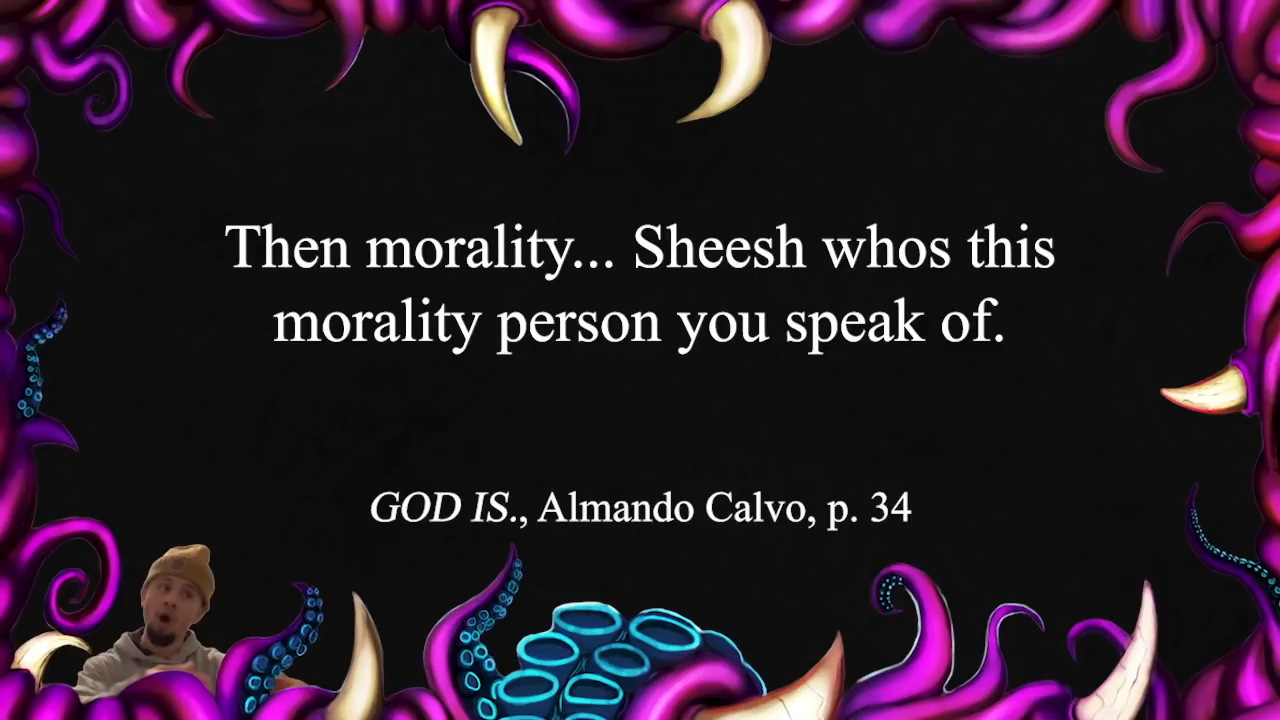 Then morality... Sheesh whos this
morality person you speak of.
GOD IS., Almando Calvo, p. 34